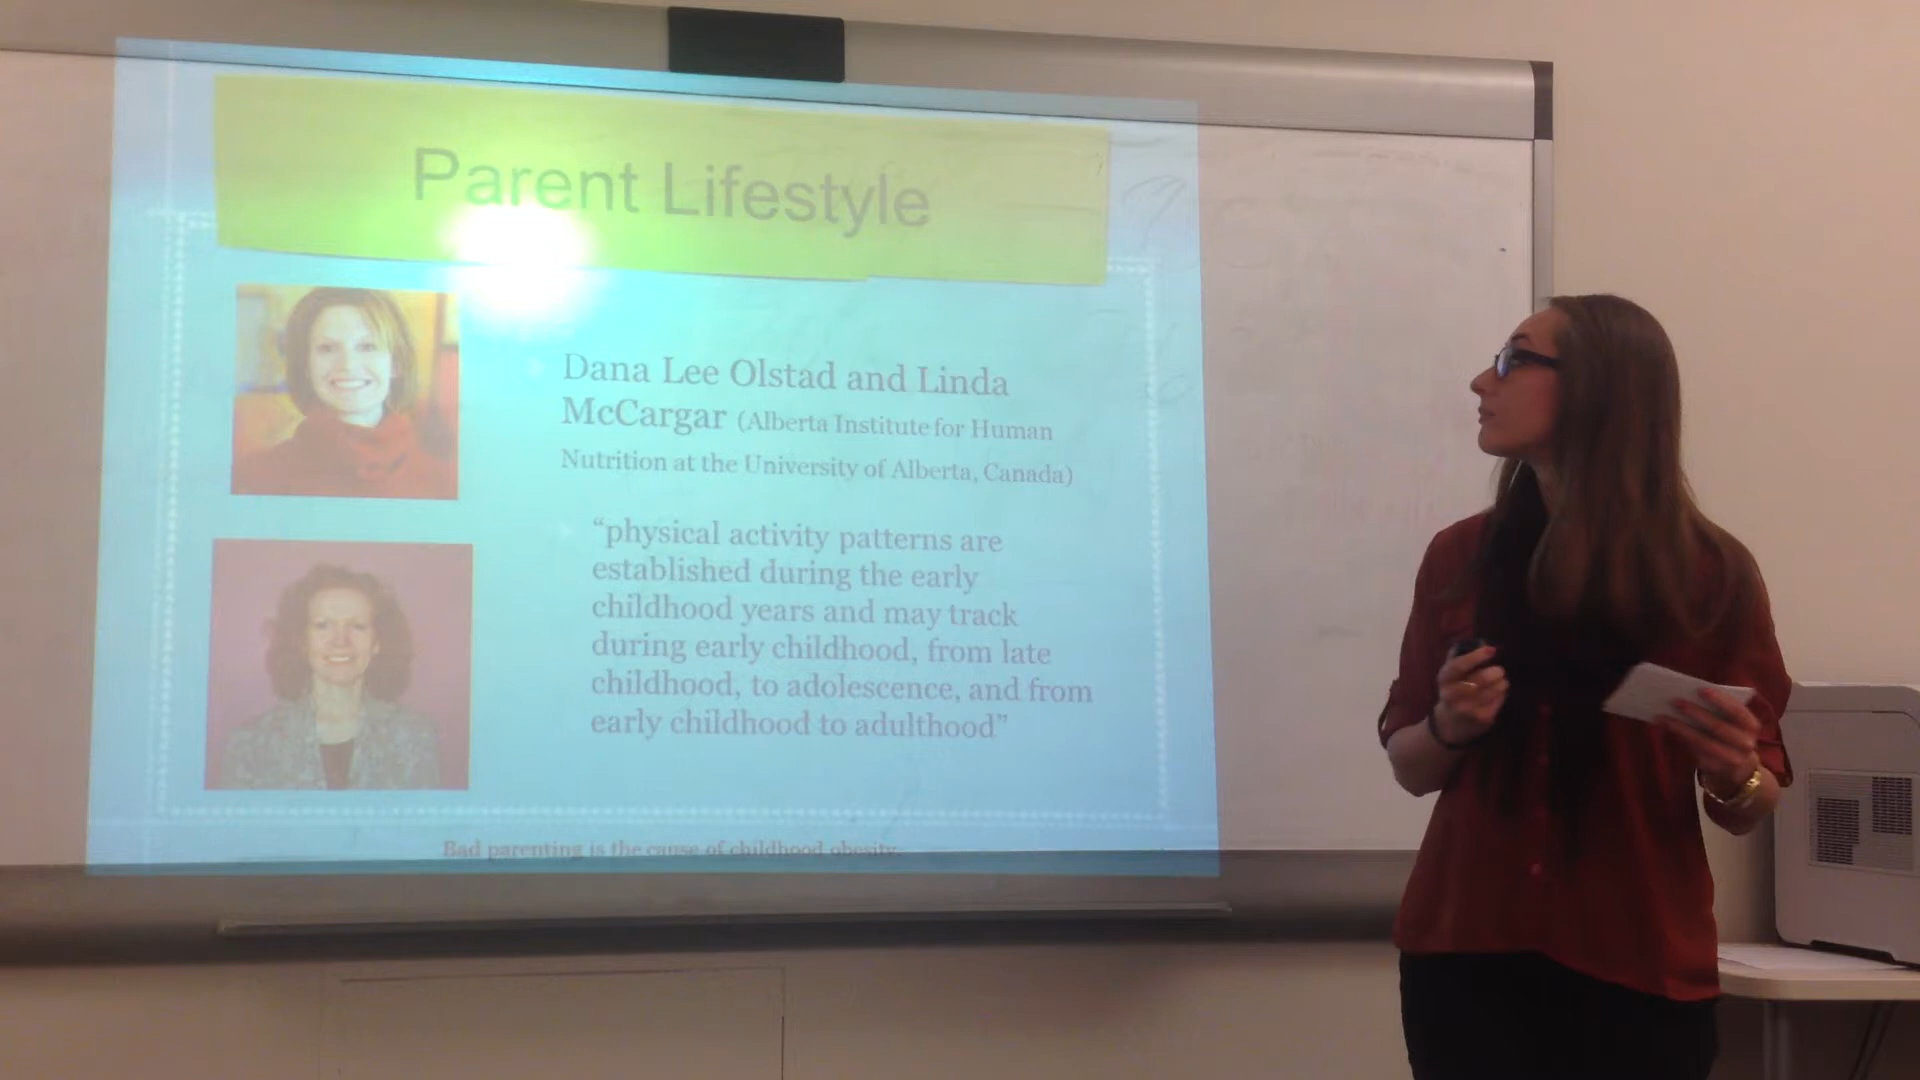 Parent Lifestyle
Dana Lee Olstad and Linda
McCargar (Alberta Institute for Human
Nutrition at the University of Alberta, Canada)
“physical activity patterns are
established during the early
childhood years and may track
during early childhood, from late
childhood, to adolescence, and from
early childhood to adulthood”
Bad parenting is the cause of childhood obesity.